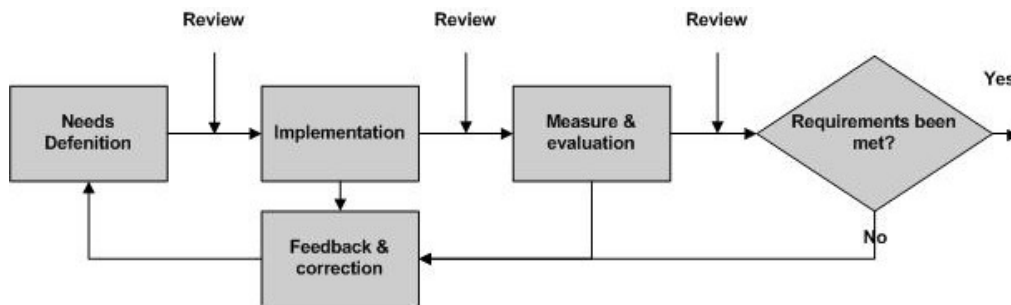 Review
Review
Review
Yes
Needs
Defenition
Implementation
Measure &
evaluation
Requirements been
met?
No
Feedback &
correction